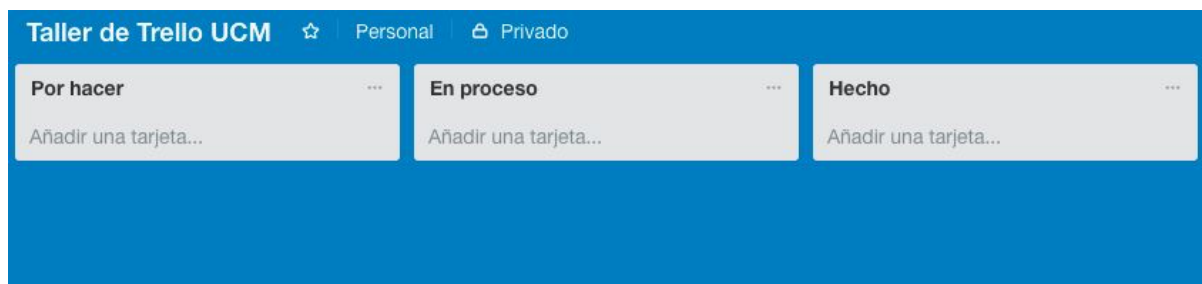 Taller de Trello UCM Personal Privado
Por hacer
Añadir una tarjeta...
En proceso
Añadir una tarjeta...
Hecho
Añadir una tarjeta...